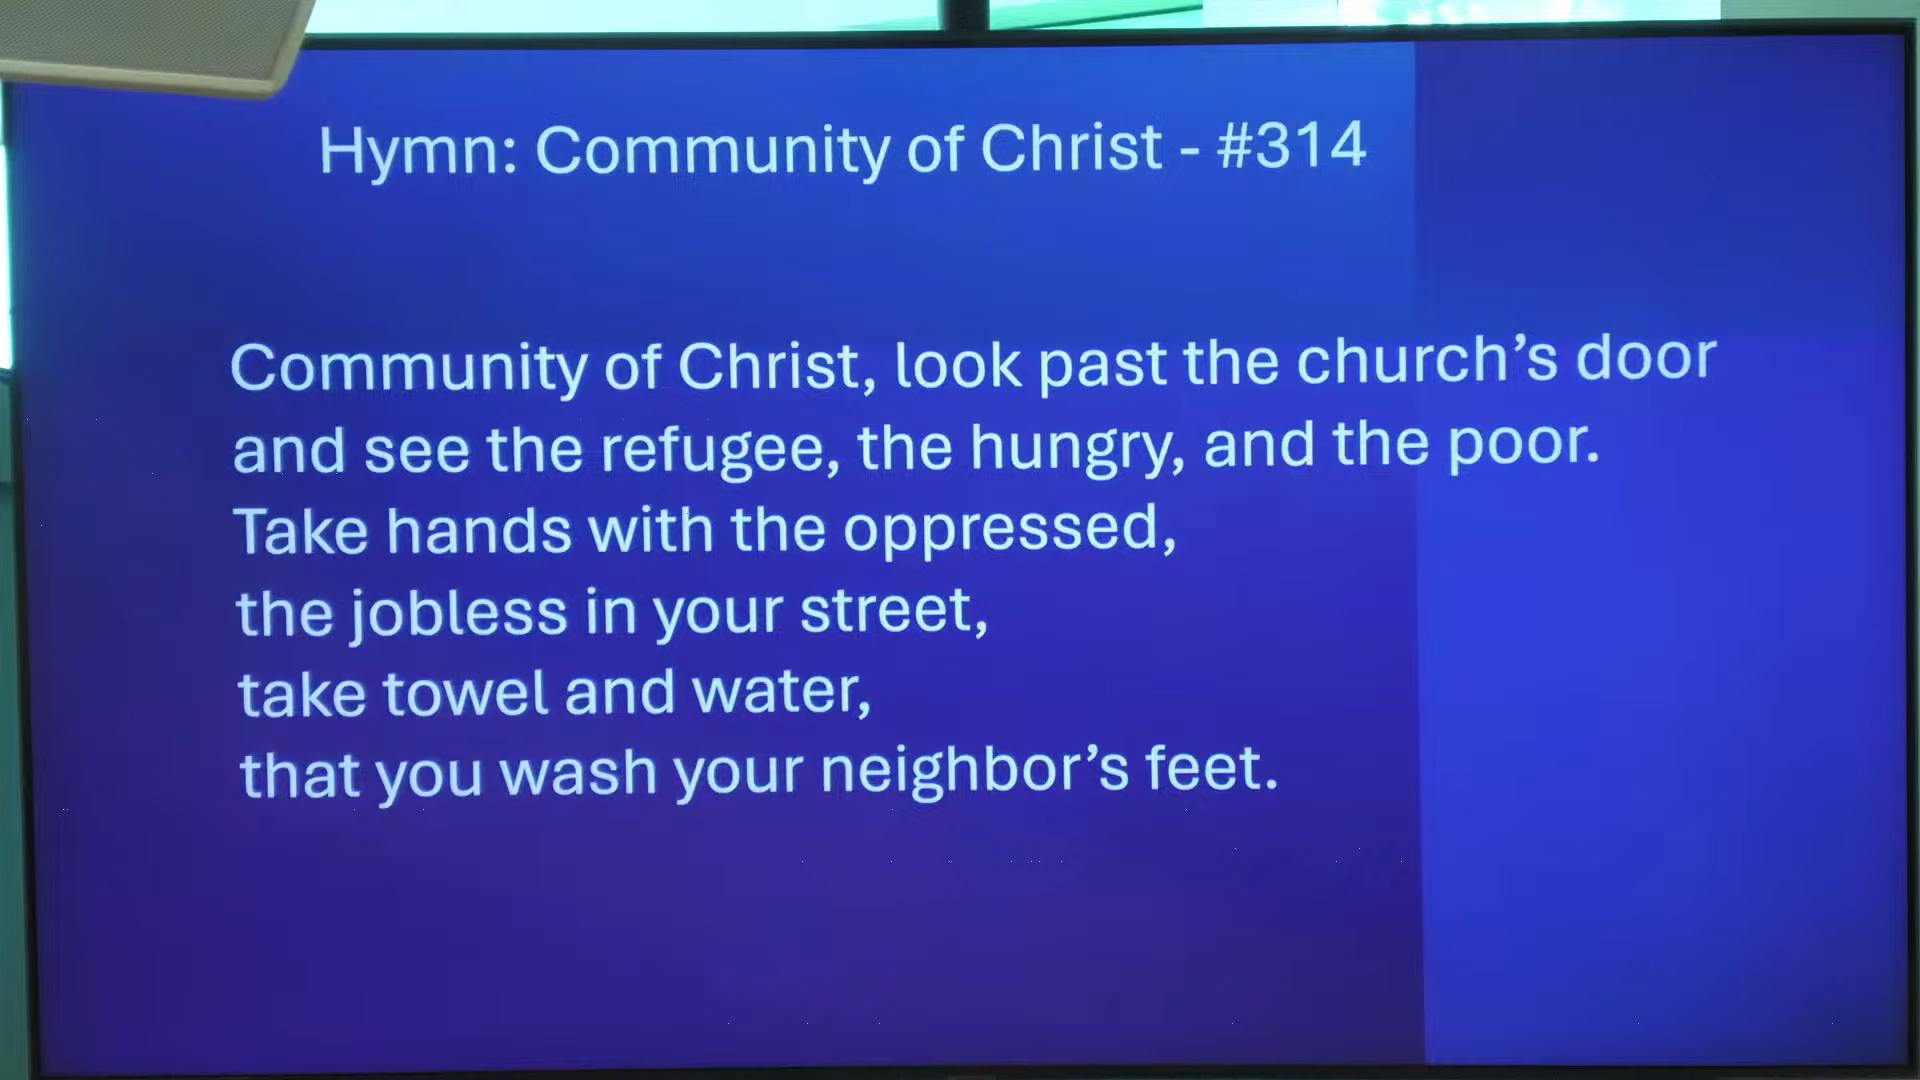 Hymn: Community of Christ - #314
Community of Christ, look past the church’s door
and see the refugee, the hungry, and the poor.
Take hands with the oppressed,
the jobless in your street,
take towel and water,
that you wash your neighbor’s feet.